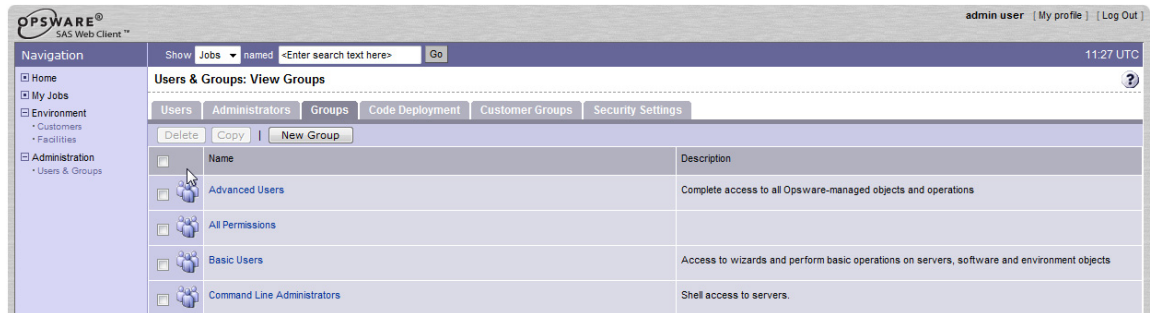 OPSWARE®
SAS Web Client ™
admin user [ My profile ] [ Log Out ]
Navigation
Show Jobs named <Enter search text here> Go
11:27 UTC
Home
My Jobs
Environment
Customers
Facilities
Administration
Users & Groups
Users & Groups: View Groups
?
Users Administrators Groups Code Deployment Customer Groups Security Settings
Delete Copy | New Group
Name Description
Advanced Users Complete access to all Opsware-managed objects and operations
All Permissions
Basic Users Access to wizards and perform basic operations on servers, software and environment objects
Command Line Administrators Shell access to servers.